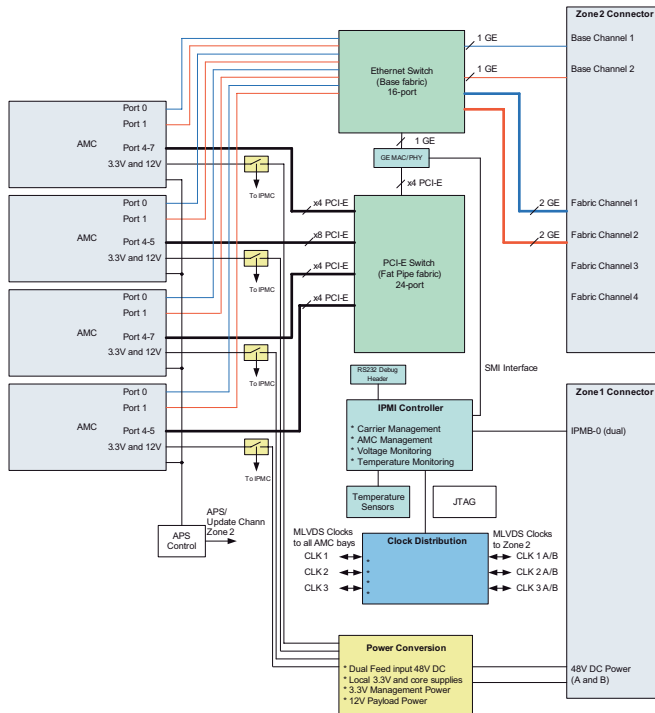 Zone2 Connector
1 GE
Base Channel 1
Ethernet Switch
(Base fabric)
16-port
1 GE
Base Channel 2
Port 0
Port 1
AMC
Port 4-7
3.3V and 12V
To IPMC
1 GE
GE MAC/PHY
x4 PCI-E
x4 PCI-E
Port 0
Port 1
AMC
Port 4-5
3.3V and 12V
To IPMC
x8 PCI-E
x4 PCI-E
x4 PCI-E
PCI-E Switch
(Fat Pipe fabric)
24-port
2 GE
Fabric Channel 1
2 GE
Fabric Channel 2
Fabric Channel 3
Fabric Channel 4
Port 0
Port 1
AMC
Port 4-7
3.3V and 12V
To IPMC
Port 0
Port 1
AMC
Port 4-5
3.3V and 12V
To IPMC
RS232 Debug
Header
SMI Interface
IPMI Controller
* Carrier Management
* AMC Management
* Voltage Monitoring
* Temperature Monitoring
Zone1 Connector
IPMB-0 (dual)
Temperature
Sensors
JTAG
APS/
Update Chann
Zone 2
APS
Control
MLVDS Clocks
to all AMC bays
CLK 1
CLK 2
CLK 3
Clock Distribution
*
*
*
*
MLVDS Clocks
to Zone 2
CLK 1 A/B
CLK 2 A/B
CLK 3 A/B
Power Conversion
* Dual Feed input 48V DC
* Local 3.3V and core supplies
* 3.3V Management Power
* 12V Payload Power
48V DC Power
(A and B)